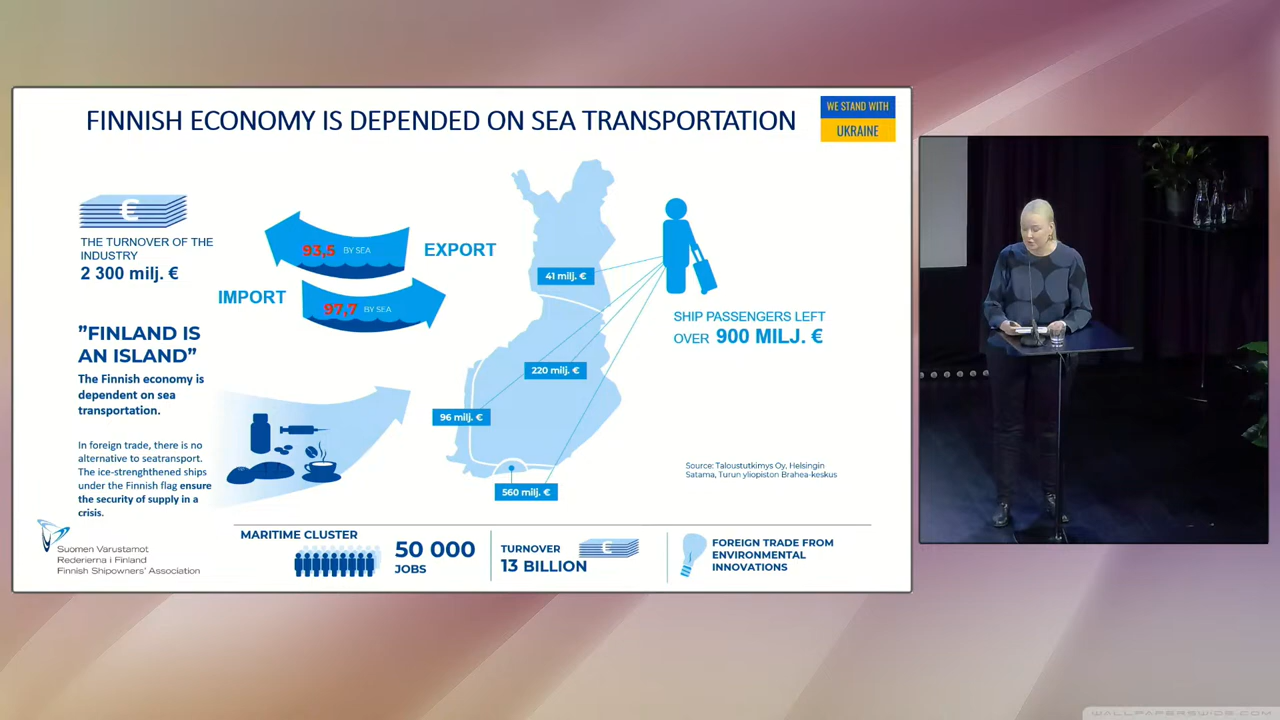 FINNISH ECONOMY IS DEPENDED ON SEA TRANSPORTATION
WE STAND WITH
UKRAINE
€
THE TURNOVER OF THE
INDUSTRY
2 300 milj. €
93,5 BY SEA
EXPORT
IMPORT
97,7 BY SEA
"FINLAND IS
AN ISLAND"
The Finnish economy is
dependent on sea
transportation.
In foreign trade, there is no
alternative to seatransport.
The ice-strenghtened ships
under the Finnish flag ensure
the security of supply in a
crisis.
41 milj. €
220 milj. €
96 milj. €
560 milj. €
SHIP PASSENGERS LEFT
OVER 900 MILJ. €
Source: Taloustutkimys Oy, Helsingin
Satama, Turun yliopiston Brahea-keskus
Suomen Varustamot
Rederierna i Finland
Finnish Shipowners' Association
MARITIME CLUSTER
50 000
JOBS
TURNOVER
€
13 BILLION
FOREIGN TRADE FROM
ENVIRONMENTAL
INNOVATIONS
WALLPAPERSWIDE.COM